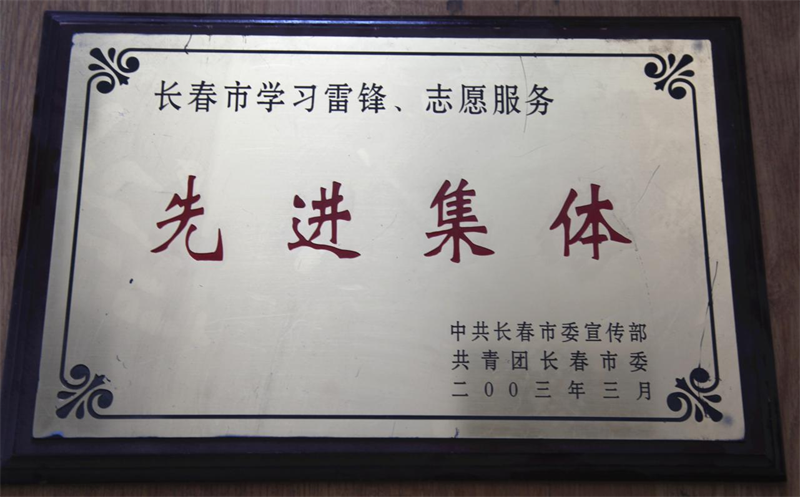 长春市学习雷锋、志愿服务
先进集体
中共长春市委宣传部
共青团长春市委
二00三年三月